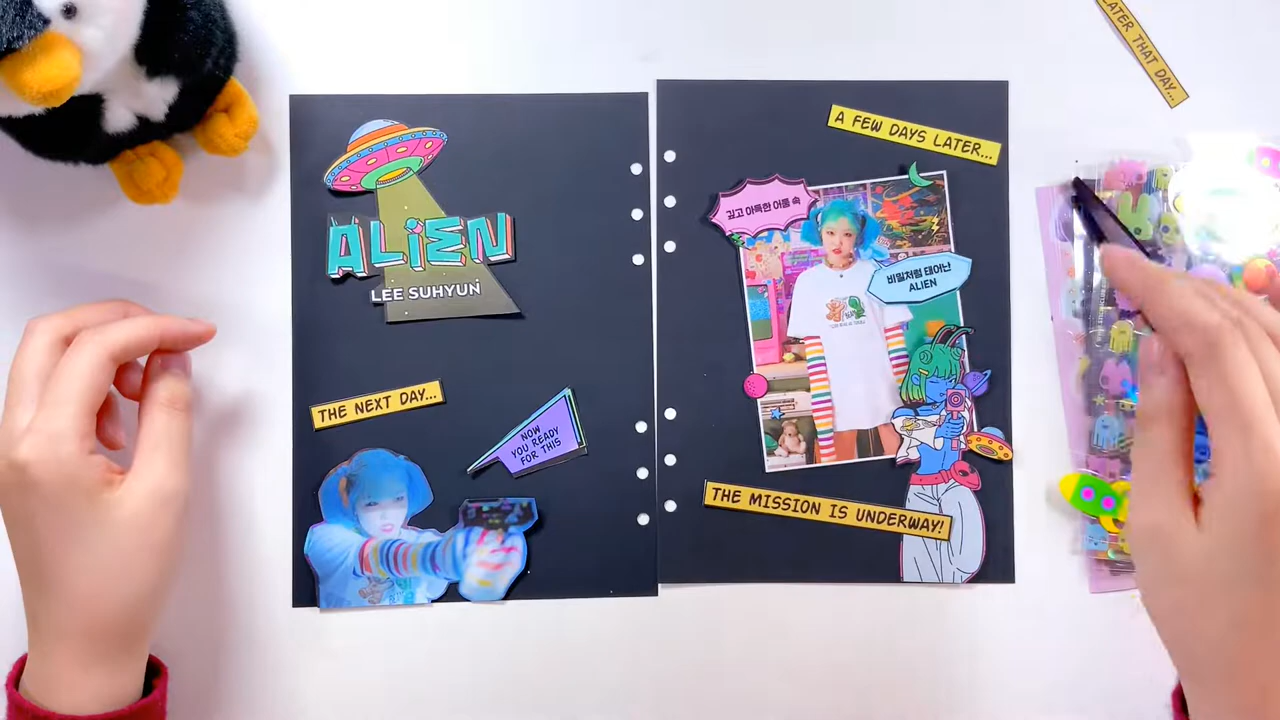 ALiEN
LEE SUHYUN
THE NEXT DAY...
NOW
YOU READY
FOR THIS
A FEW DAYS LATER...
깊고 아득한 어둠 속
비밀처럼 태어난
ALIEN
THE MISSION IS UNDERWAY!
LATER THAT DAY...